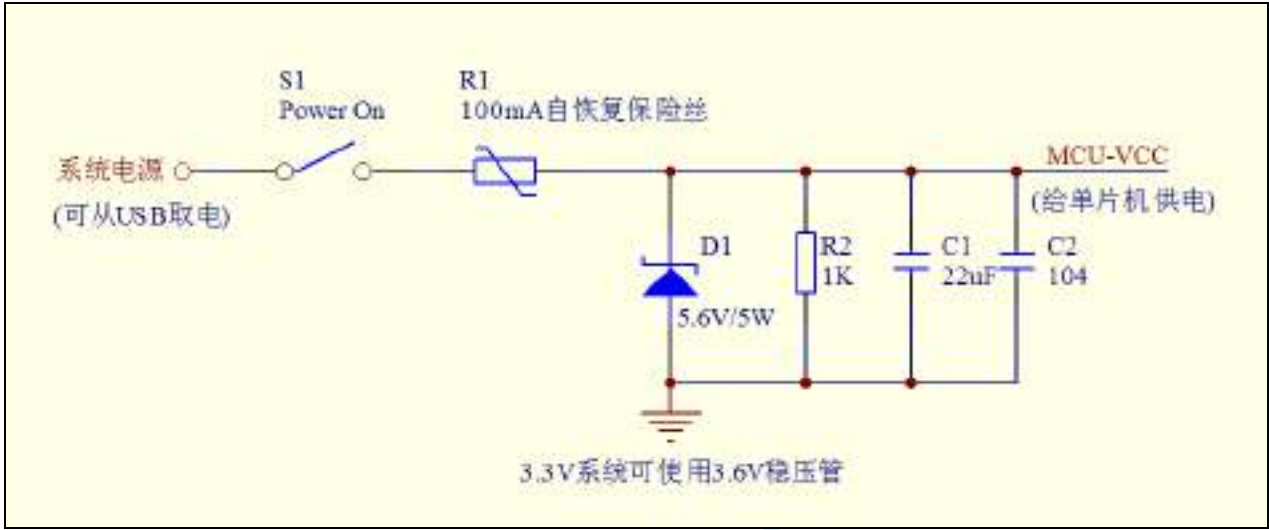 S1
Power On
R1
100mA自恢复保险丝
系统电源
(可从USB取电)
MCU-VCC
(给单片机供电)
D1
5.6V/5W
R2
1K
C1
22uF
C2
104
3.3V系统可使用3.6V稳压管